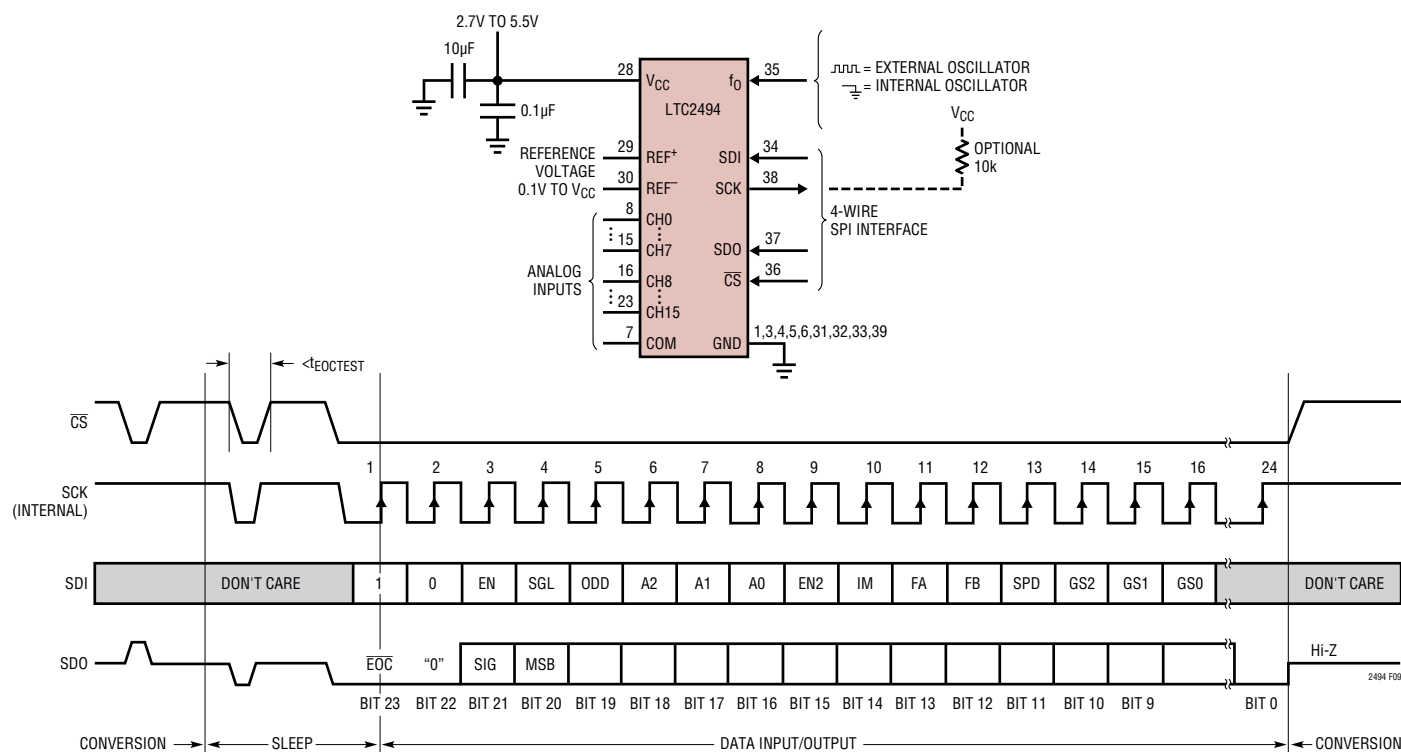 2.7V TO 5.5V
10µF
0.1µF
28
VCC
LTC2494
fO
35
= EXTERNAL OSCILLATOR
= INTERNAL OSCILLATOR
VCC
OPTIONAL
10k
REFERENCE
VOLTAGE
0.1V TO VCC
29
REF+
30
REF–
SDI
34
SCK
38
4-WIRE
SPI INTERFACE
SDO
37
CS
36
ANALOG
INPUTS
8
CH0
15
CH7
16
CH8
23
CH15
7
COM
GND
1,3,4,5,6,31,32,33,39
<tEOCTEST
CS
SCK
(INTERNAL)
1 2 3 4 5 6 7 8 9 10 11 12 13 14 15 16 24
SDI
DON'T CARE 1 0 EN SGL ODD A2 A1 A0 EN2 IM FA FB SPD GS2 GS1 GS0 DON'T CARE
SDO
EOC "0" SIG MSB Hi-Z
2494 F09
BIT 23 BIT 22 BIT 21 BIT 20 BIT 19 BIT 18 BIT 17 BIT 16 BIT 15 BIT 14 BIT 13 BIT 12 BIT 11 BIT 10 BIT 9 BIT 0
CONVERSION SLEEP DATA INPUT/OUTPUT CONVERSION